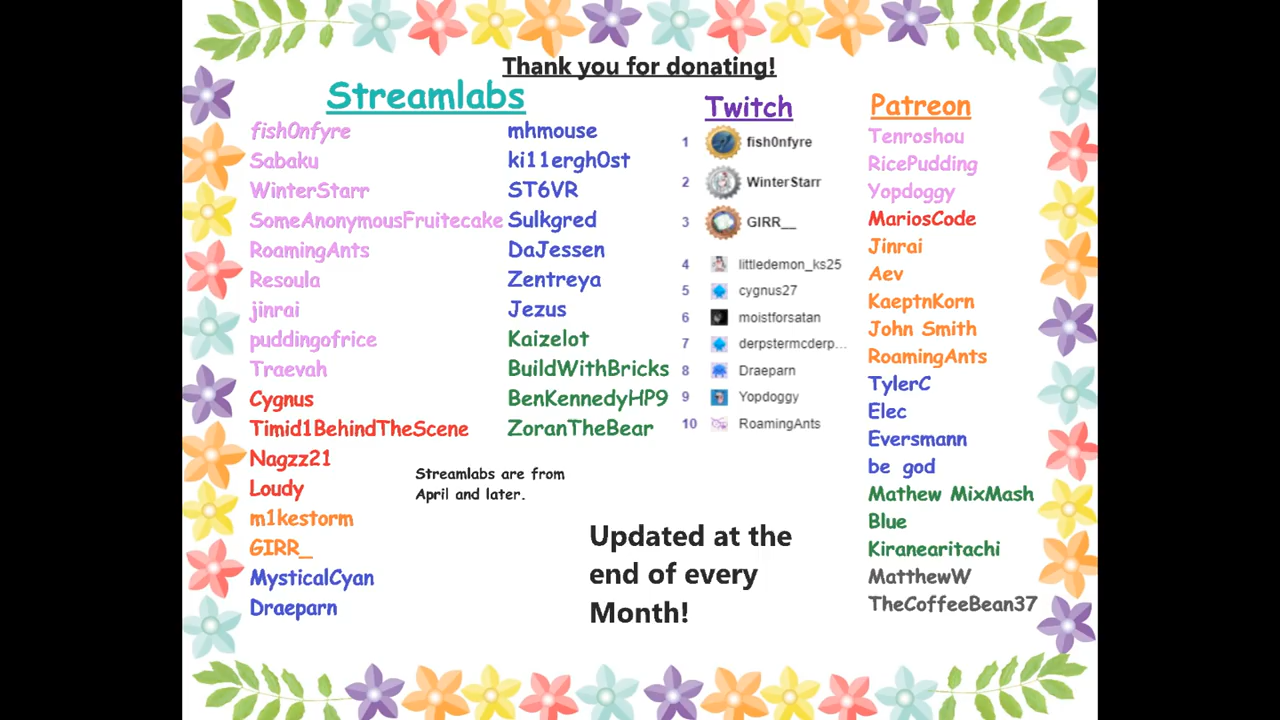 Thank you for donating!
Streamlabs
fish0nfyre
Sabaku
WinterStarr
SomeAnonymousFruitecake
RoamingAnts
Resoula
jinrai
puddingofrice
Traevah
Cygnus
Timid1BehindTheScene
Nagzz21
Loudy
m1kestorm
GIRR_
MysticalCyan
Draeparn
mhmouse
ki11ergh0st
ST6VR
Sulkgred
DaJessen
Zentreya
Jezus
Kaizelot
BuildWithBricks
BenKennedyHP9
ZoranTheBear
Streamlabs are from
April and later.
Twitch
1 fish0nfyre
2 WinterStarr
3 GIRR__
4 littledemon_ks25
5 cygnus27
6 moistforsatan
7 derpstermcderp...
8 Draeparn
9 Yopdoggy
10 RoamingAnts
Updated at the
end of every
Month!
Patreon
Tenroshou
RicePudding
Yopdoggy
MariosCode
Jinrai
Aev
KaeptnKorn
John Smith
RoamingAnts
TylerC
Elec
Eversmann
be god
Mathew MixMash
Blue
Kiranearitachi
MatthewW
TheCoffeeBean37